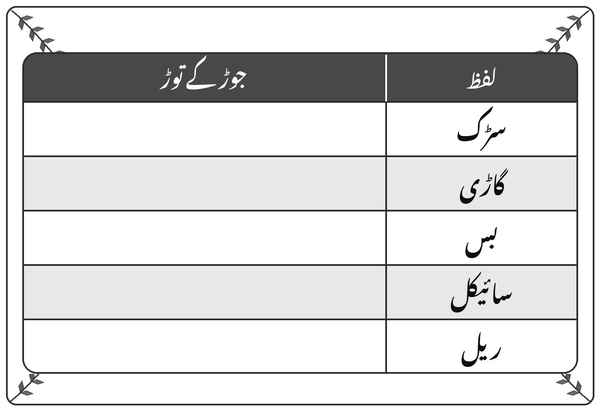 لفظ جوڑ کے توڑ
سڑک
گاڑی
بس
سائیکل
ریل